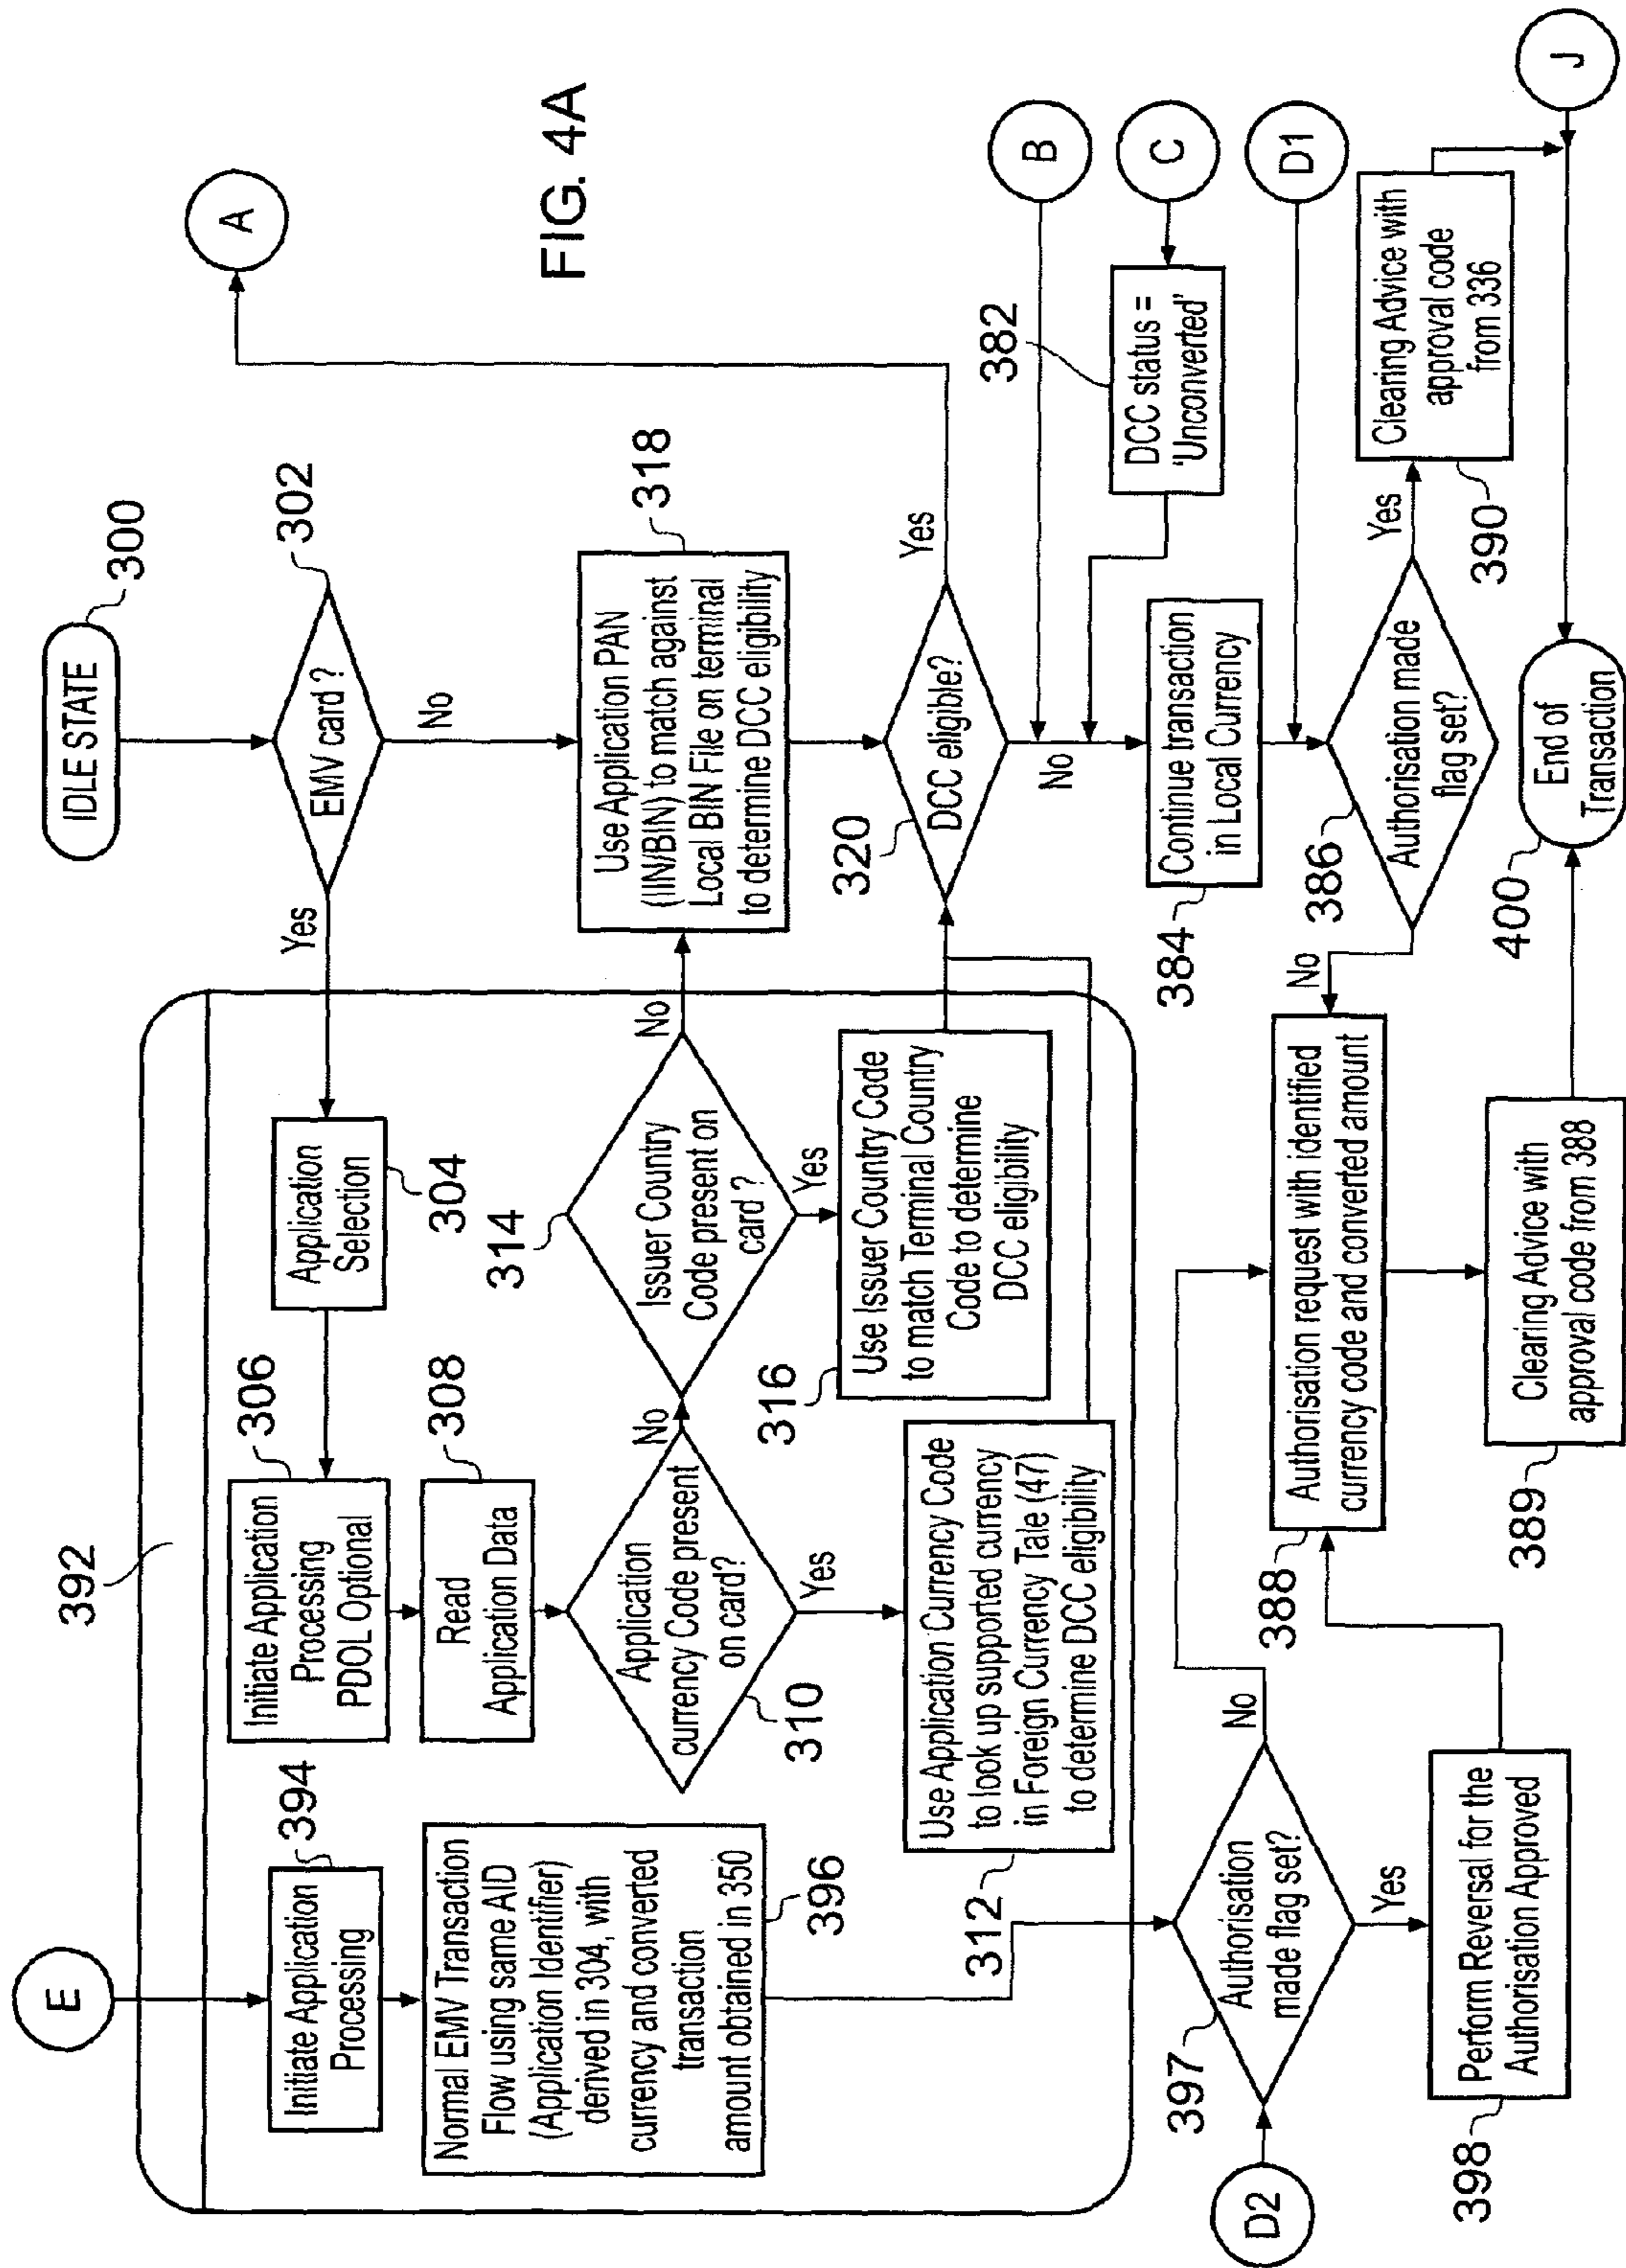 FIG. 4A
IDLE STATE
300
EMV card ?
302
Yes
No
A
392
Application
Selection
304
Initiate Application
Processing
PDOL Optional
306
Read
Application Data
308
Application
currency Code present
on card?
310
No
Yes
Issuer Country
Code present on
card ?
314
No
Yes
Use Application PAN
(IIN/BIN) to match against
Local BIN File on terminal
to determine DCC eligibility
318
Use Issuer Country Code
to match Terminal Country
Code to determine
DCC eligibility
316
Use Application Currency Code
to look up supported currency
in Foreign Currency Tale (47)
to determine DCC eligibility
312
E
Initiate Application
Processing
394
Normal EMV Transaction
Flow using same AID
(Application Identifier)
derived in 304, with
currency and converted
transaction
amount obtained in 350
396
DCC eligible?
320
Yes
No
B
C
DCC status =
'Unconverted'
382
Continue transaction
in Local Currency
384
D1
Authorisation made
flag set?
386
Yes
No
Clearing Advice with
approval code
from 336
390
J
D2
Authorisation
made flag set?
397
No
Yes
Perform Reversal for the
Authorisation Approved
398
Authorisation request with identified
currency code and converted amount
388
Clearing Advice with
approval code from 388
389
End of
Transaction
400